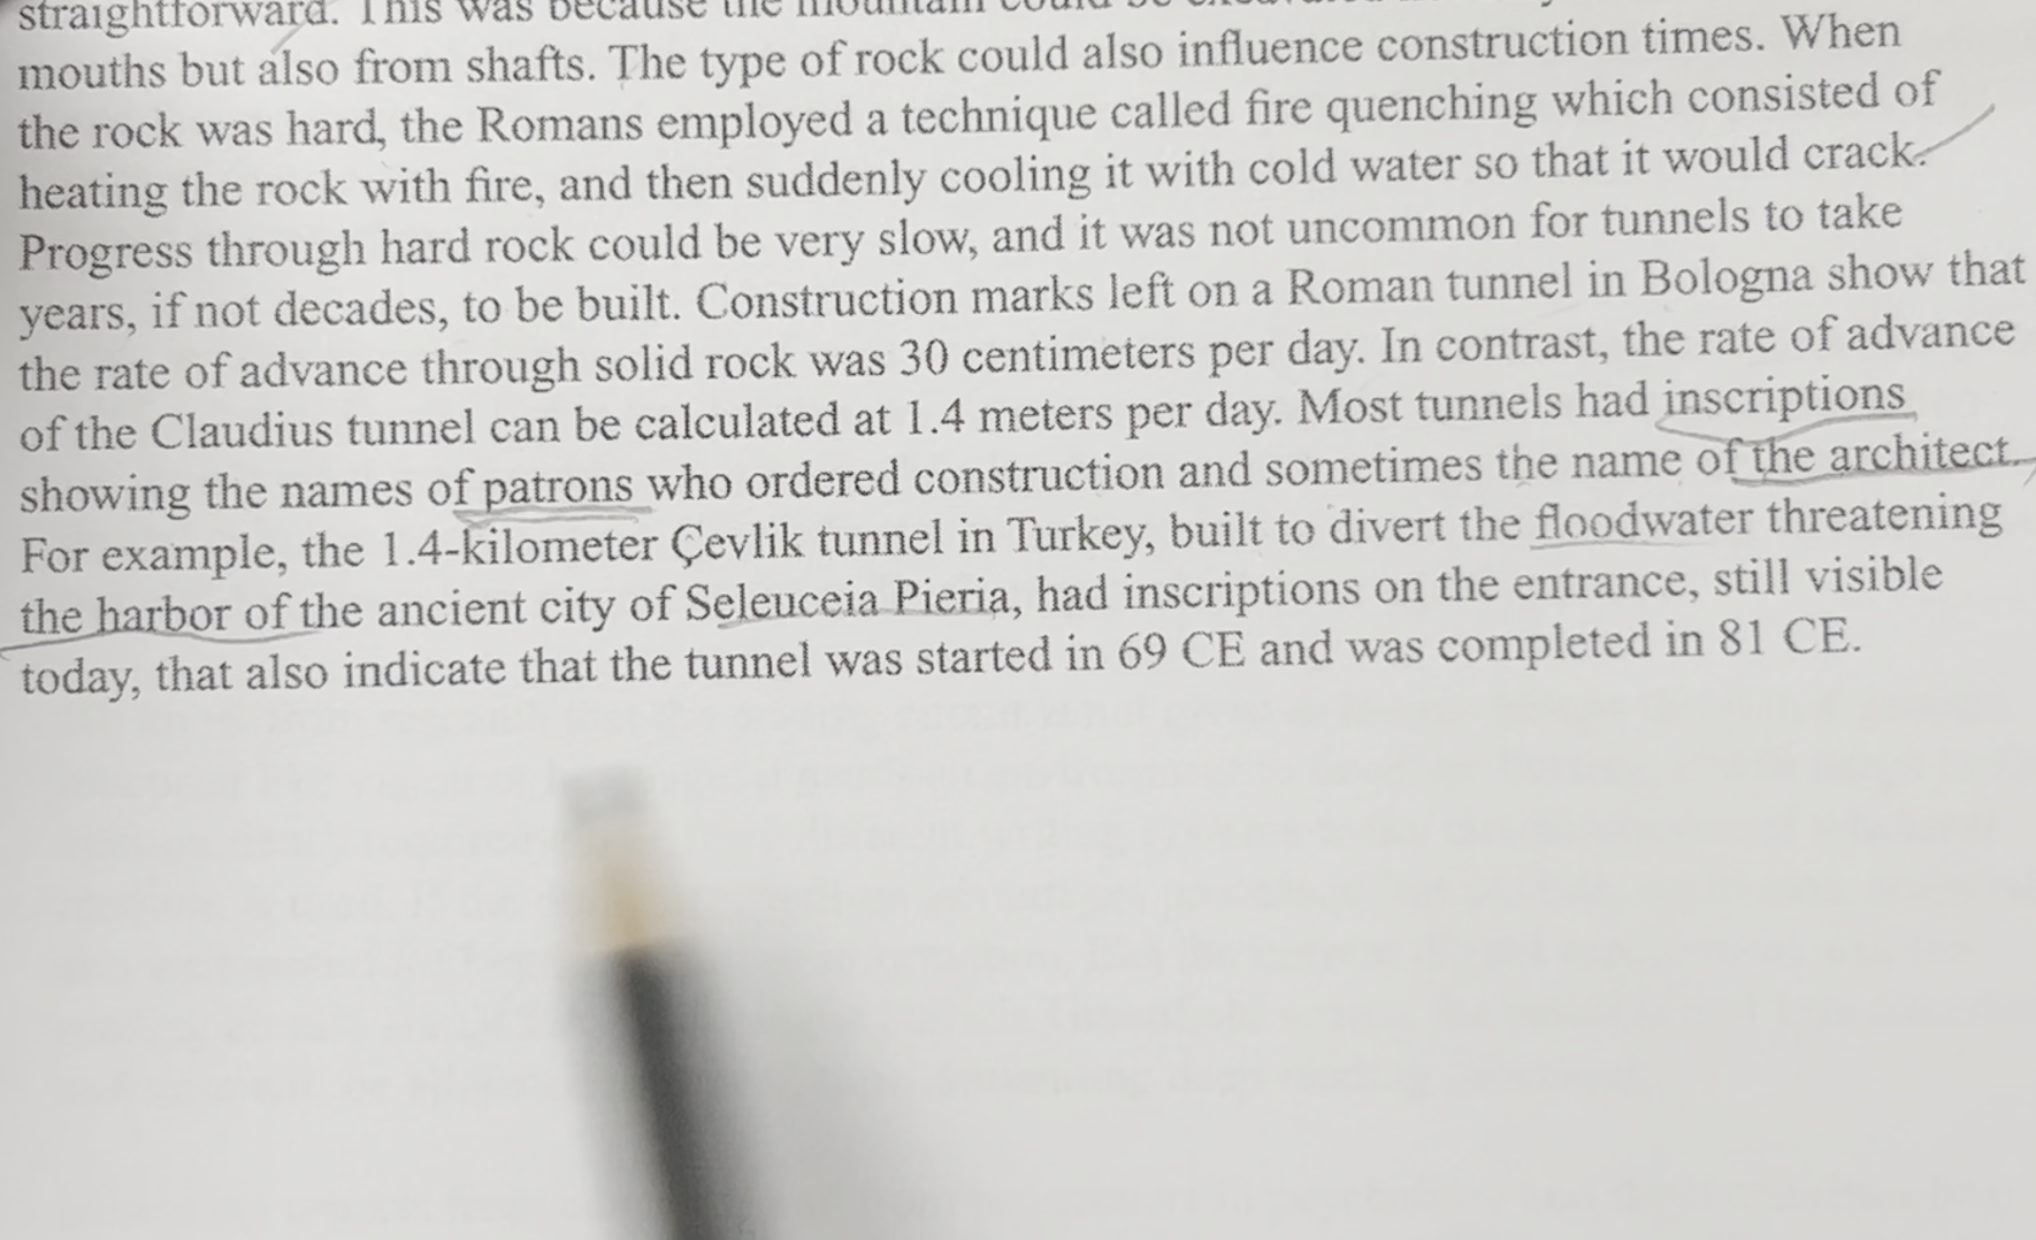 straightforward. This was because the mountain could be
mouths but also from shafts. The type of rock could also influence construction times. When
the rock was hard, the Romans employed a technique called fire quenching which consisted of
heating the rock with fire, and then suddenly cooling it with cold water so that it would crack.
Progress through hard rock could be very slow, and it was not uncommon for tunnels to take
years, if not decades, to be built. Construction marks left on a Roman tunnel in Bologna show that
the rate of advance through solid rock was 30 centimeters per day. In contrast, the rate of advance
of the Claudius tunnel can be calculated at 1.4 meters per day. Most tunnels had inscriptions
showing the names of patrons who ordered construction and sometimes the name of the architect.
For example, the 1.4-kilometer Çevlik tunnel in Turkey, built to divert the floodwater threatening
the harbor of the ancient city of Seleuceia Pieria, had inscriptions on the entrance, still visible
today, that also indicate that the tunnel was started in 69 CE and was completed in 81 CE.